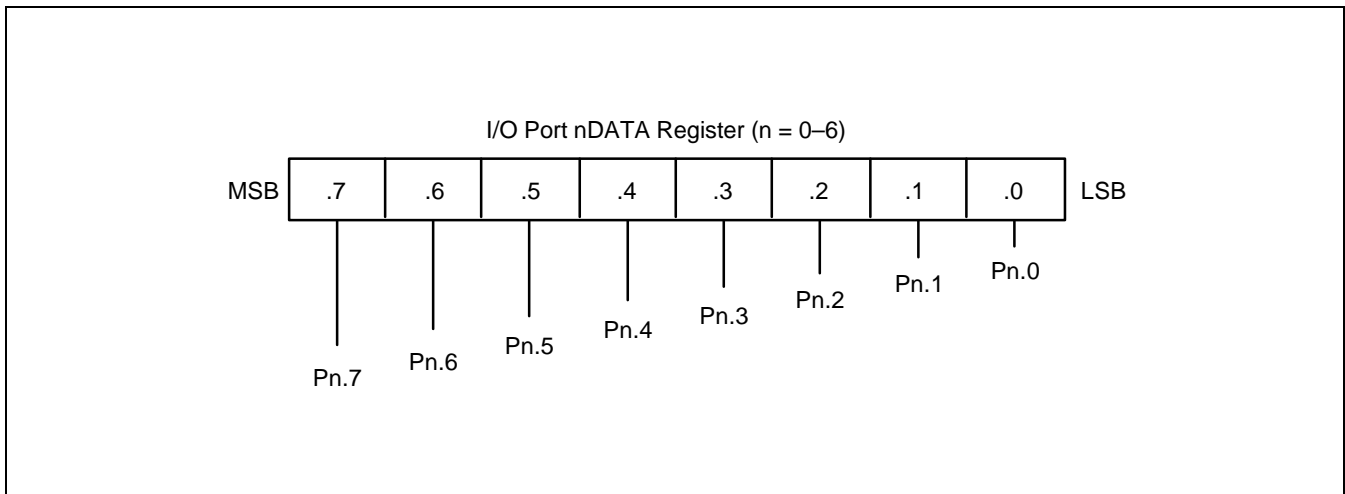 I/O Port nDATA Register (n = 0–6)
MSB .7 .6 .5 .4 .3 .2 .1 .0 LSB
Pn.7 Pn.6 Pn.5 Pn.4 Pn.3 Pn.2 Pn.1 Pn.0